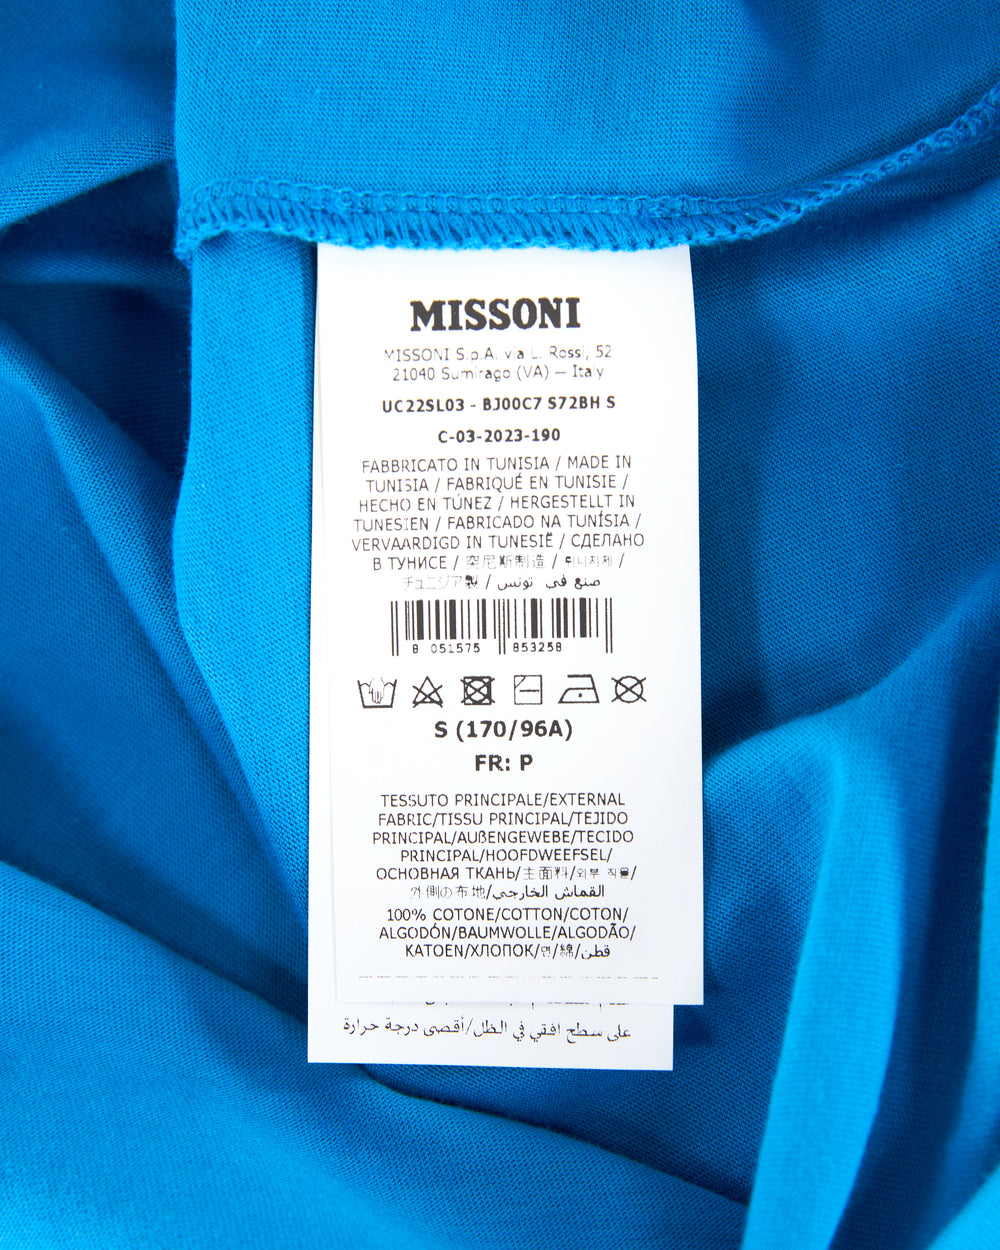 MISSONI
MISSONI S.p.A. via L. Rossi, 52
21040 Sumirago (VA) — Italy
UC22SL03 - BJ00C7 S72BH S
C-03-2023-190
FABBRICATO IN TUNISIA / MADE IN
TUNISIA / FABRIQUÉ EN TUNISIE /
HECHO EN TÚNEZ / HERGESTELLT IN
TUNESIEN / FABRICADO NA TUNÍSIA /
VERVAARDIGD IN TUNESIË / СДЕЛАНО
В ТУНИСЕ / 突尼斯制造 / 튀니지제 /
チュニジア製 / صنع في تونس
8 051575 853258
S (170/96A)
FR: P
TESSUTO PRINCIPALE/EXTERNAL
FABRIC/TISSU PRINCIPAL/TEJIDO
PRINCIPAL/AUßENGEWEBE/TECIDO
PRINCIPAL/HOOFDWEEFSEL/
ОСНОВНАЯ ТКАНЬ/主面料/외부 직물/
外側の布地/القماش الخارجي
100% COTONE/COTTON/COTON/
ALGODÓN/BAUMWOLLE/ALGODÃO/
KATOEN/ХЛОПОК/면/綿/قطن
على سطح افقي في الظل/أقصى درجة حرارة